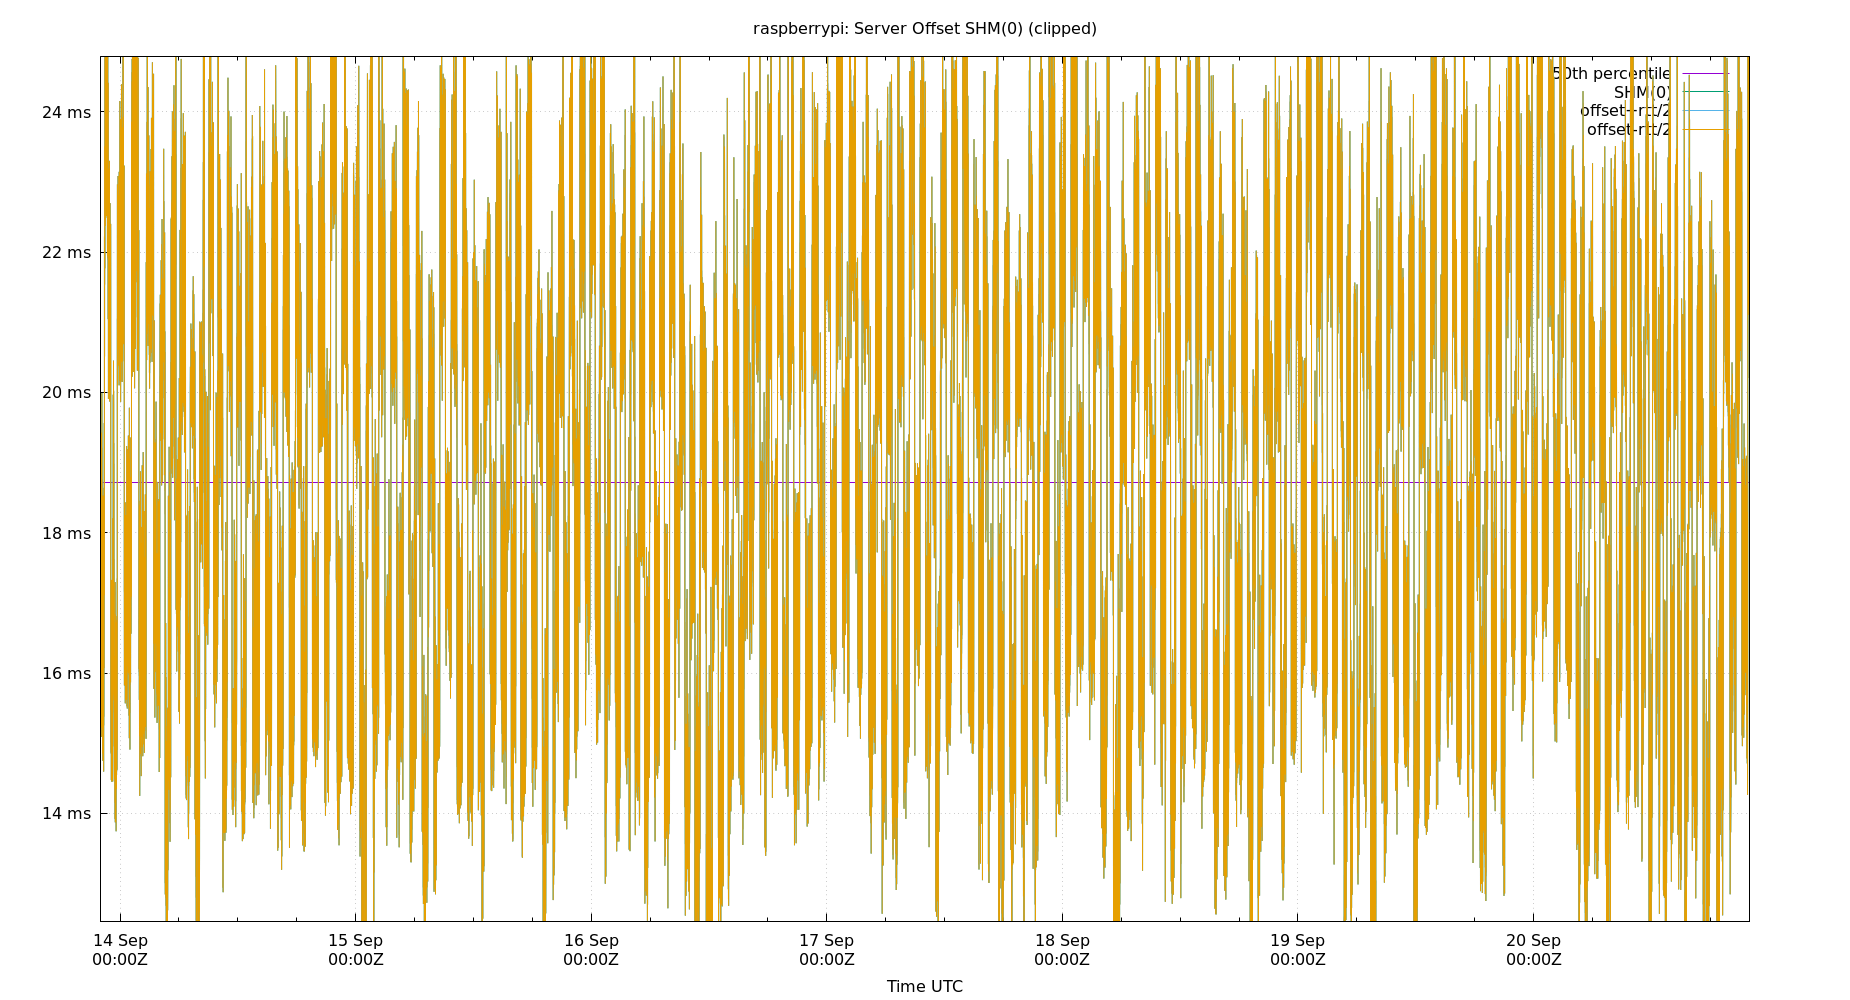 raspberrypi: Server Offset SHM(0) (clipped)
50th percentile
SHM(0)
offset+rtt/2
offset-rtt/2
24 ms
22 ms
20 ms
18 ms
16 ms
14 ms
14 Sep 15 Sep 16 Sep 17 Sep 18 Sep 19 Sep 20 Sep
00:00Z 00:00Z 00:00Z 00:00Z 00:00Z 00:00Z 00:00Z
Time UTC